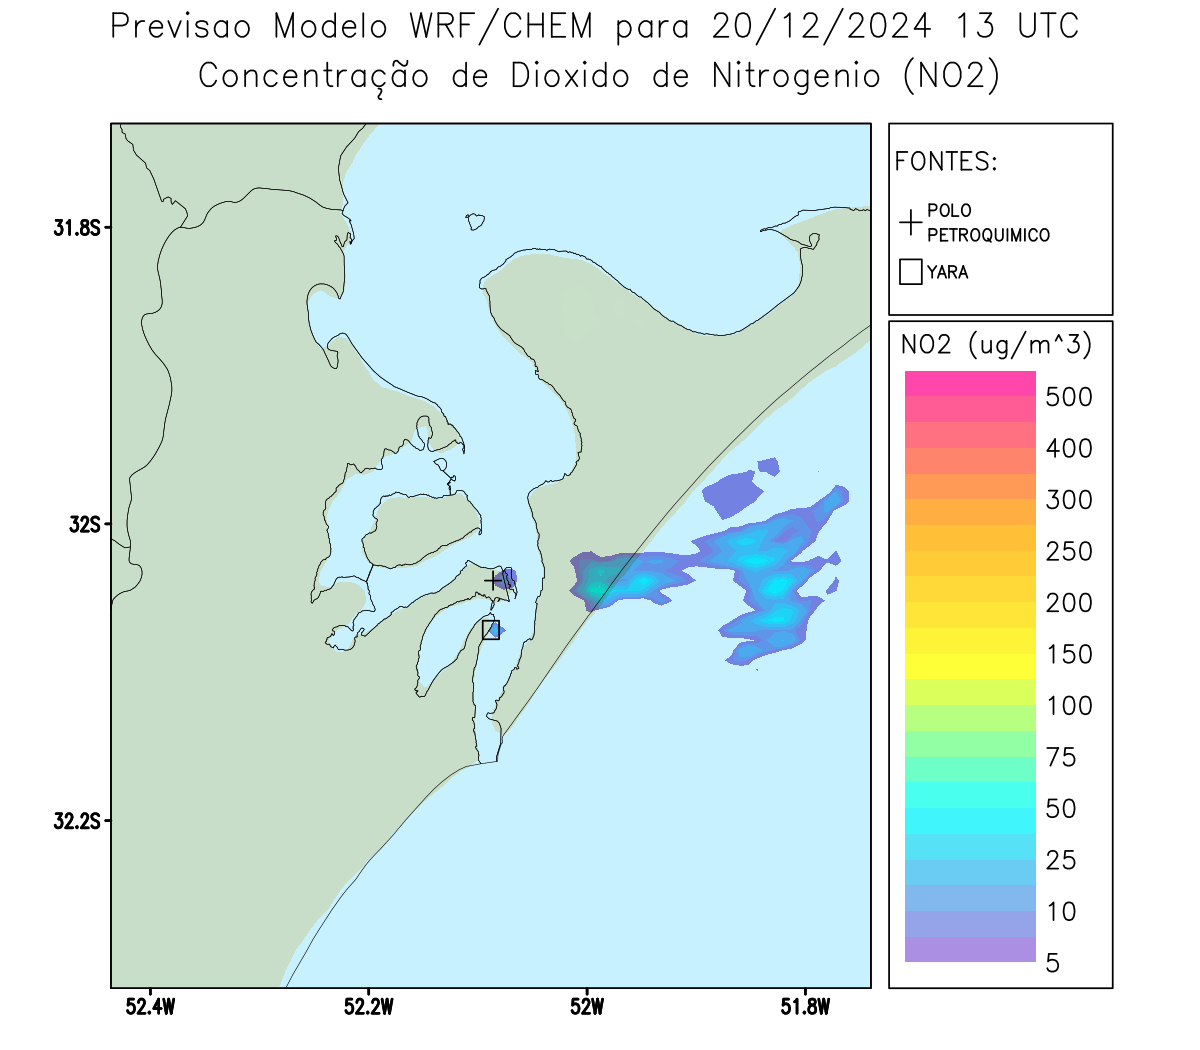 Previsao Modelo WRF/CHEM para 20/12/2024 13 UTC
Concentração de Dioxido de Nitrogenio (NO2)
FONTES:
POLO
PETROQUIMICO
YARA
31.8S
32S
32.2S
52.4W
52.2W
52W
51.8W
NO2 (ug/m^3)
500
400
300
250
200
150
100
75
50
25
10
5